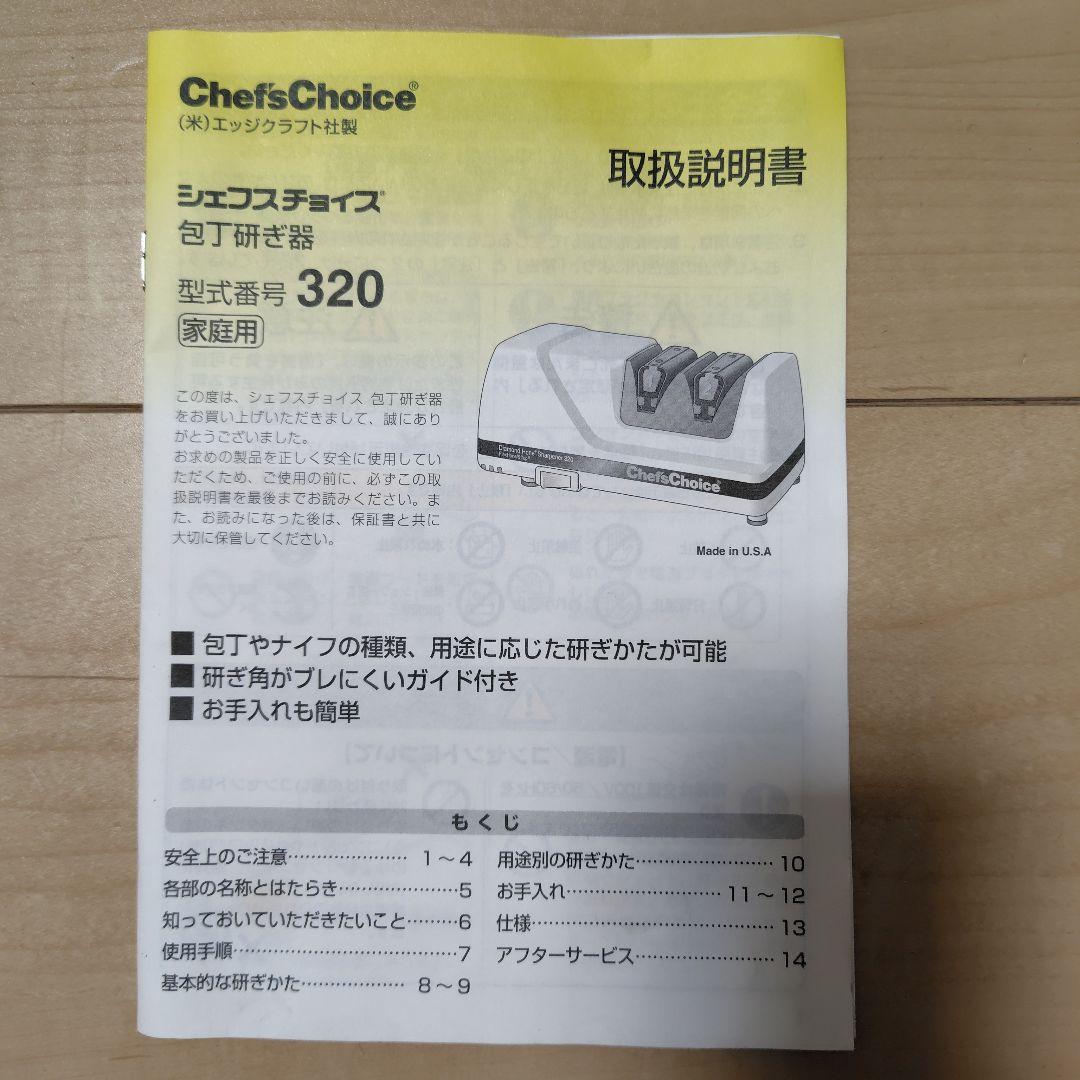 Chef'sChoice®
(米)エッジクラフト社製
取扱説明書
シェフスチョイス®
包丁研ぎ器
型式番号 320
家庭用
この度は、シェフスチョイス 包丁研ぎ器
をお買い上げいただきまして、誠にあり
がとうございました。
お求めの製品を正しく安全に使用してい
ただくため、ご使用の前に、必ずこの取
扱説明書を最後までお読みください。ま
た、お読みになった後は、保証書と共に
大切に保管してください。
Diamond Hone® Sharpener 320
Chef'sChoice®
Made in U.S.A
■ 包丁やナイフの種類、用途に応じた研ぎかたが可能
■ 研ぎ角がブレにくいガイド付き
■ お手入れも簡単
もくじ
安全上のご注意………………… 1～4
各部の名称とはたらき………………5
知っておいていただきたいこと………6
使用手順………………………………7
基本的な研ぎかた……………… 8～9
用途別の研ぎかた…………………… 10
お手入れ……………………… 11～12
仕様…………………………………… 13
アフターサービス…………………… 14